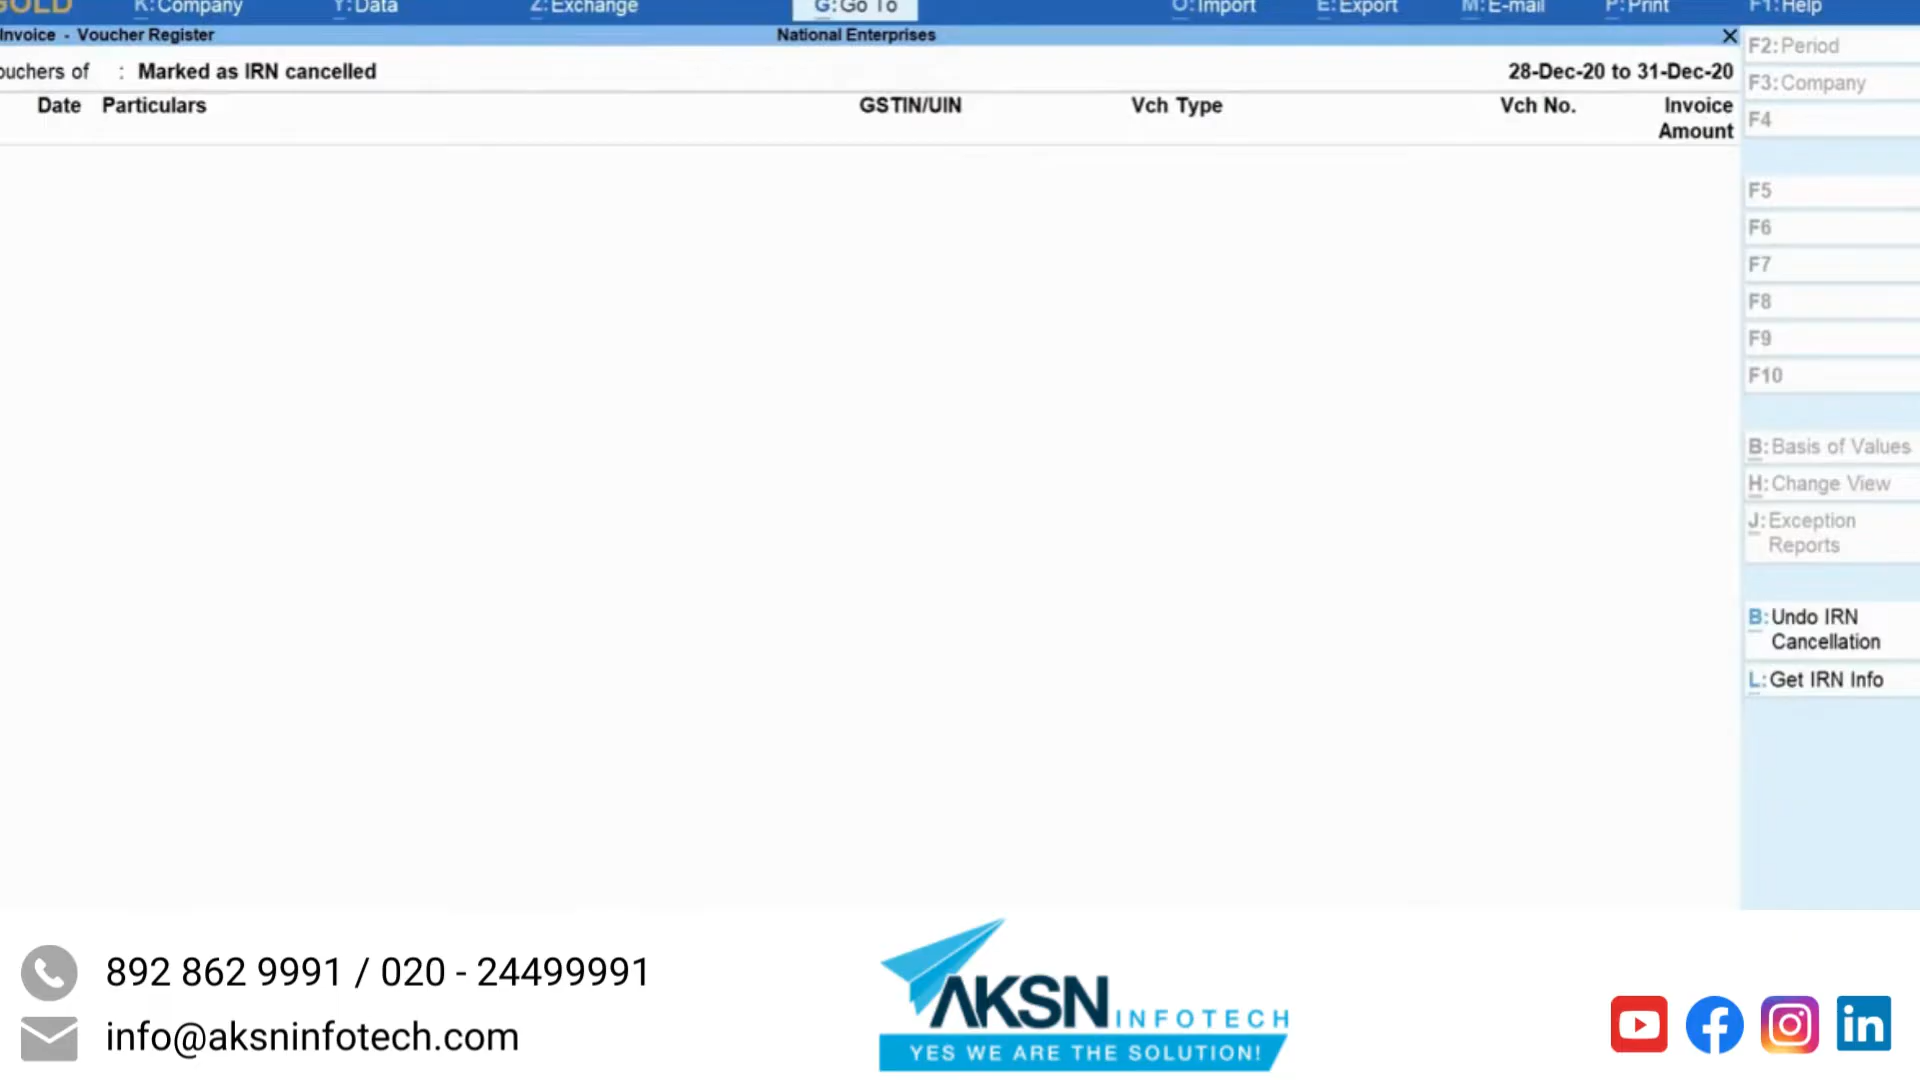 GOLD
K:Company
Y:Data
Z:Exchange
G:Go To
O:Import
E:Export
M:E-mail
P:Print
F1:Help
Invoice - Voucher Register
National Enterprises
ouchers of : Marked as IRN cancelled
28-Dec-20 to 31-Dec-20
Date
Particulars
GSTIN/UIN
Vch Type
Vch No.
Invoice
Amount
F2:Period
F3:Company
F4
F5
F6
F7
F8
F9
F10
B:Basis of Values
H:Change View
J:Exception
Reports
B:Undo IRN
Cancellation
L:Get IRN Info
892 862 9991 / 020 - 24499991
info@aksninfotech.com
AKSN INFOTECH
YES WE ARE THE SOLUTION!